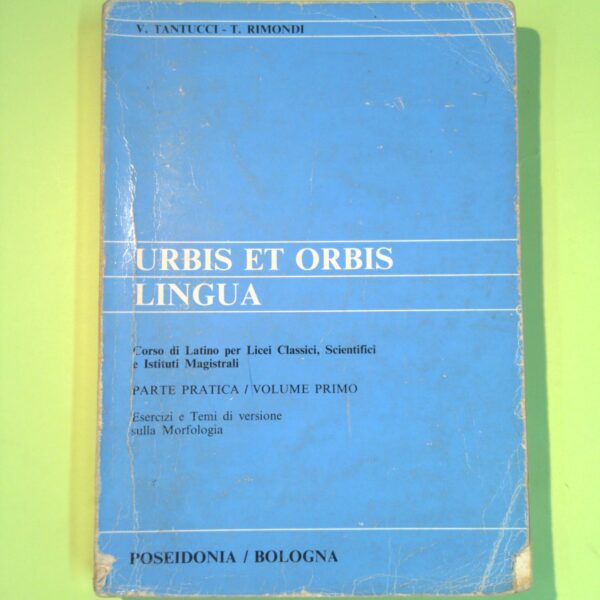 V. TANTUCCI - T. RIMONDI
URBIS ET ORBIS
LINGUA
Corso di Latino per Licei Classici, Scientifici
e Istituti Magistrali
PARTE PRATICA / VOLUME PRIMO
Esercizi e Temi di versione
sulla Morfologia
POSEIDONIA / BOLOGNA